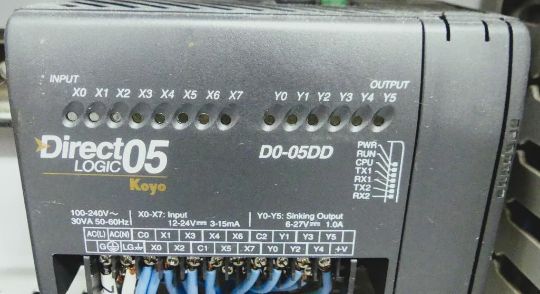 INPUT
OUTPUT
X0 X1 X2 X3 X4 X5 X6 X7
Y0 Y1 Y2 Y3 Y4 Y5
Direct
LOGIC
05
Koyo
D0-05DD
PWR
RUN
CPU
TX1
RX1
TX2
RX2
100-240V~
30VA 50-60Hz
X0-X7: Input
12-24V⎓ 3-15mA
Y0-Y5: Sinking Output
6-27V⎓ 1.0A
AC(L) AC(N) C0 X1 X3 X4 X6 C2 Y1 Y3 Y5
G LG X0 X2 C1 X5 X7 Y0 Y2 Y4 +V